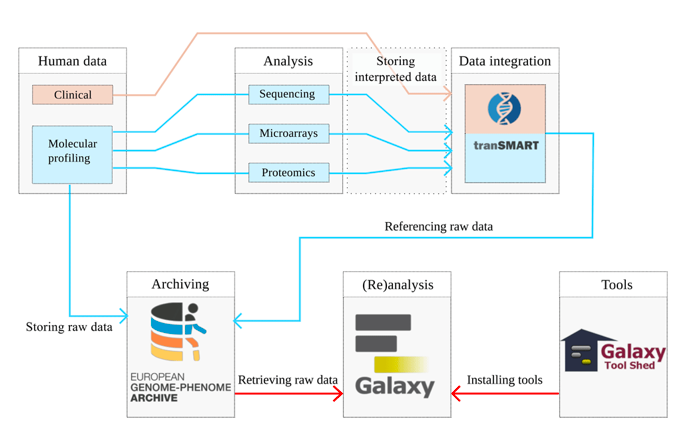 Human data
Analysis
Storing
interpreted data
Data integration
Clinical
Sequencing
Molecular
profiling
Microarrays
Proteomics
tranSMART
Referencing raw data
Archiving
(Re)analysis
Tools
Storing raw data
EUROPEAN
GENOME-PHENOME
ARCHIVE
Retrieving raw data
Galaxy
Installing tools
Galaxy
Tool Shed